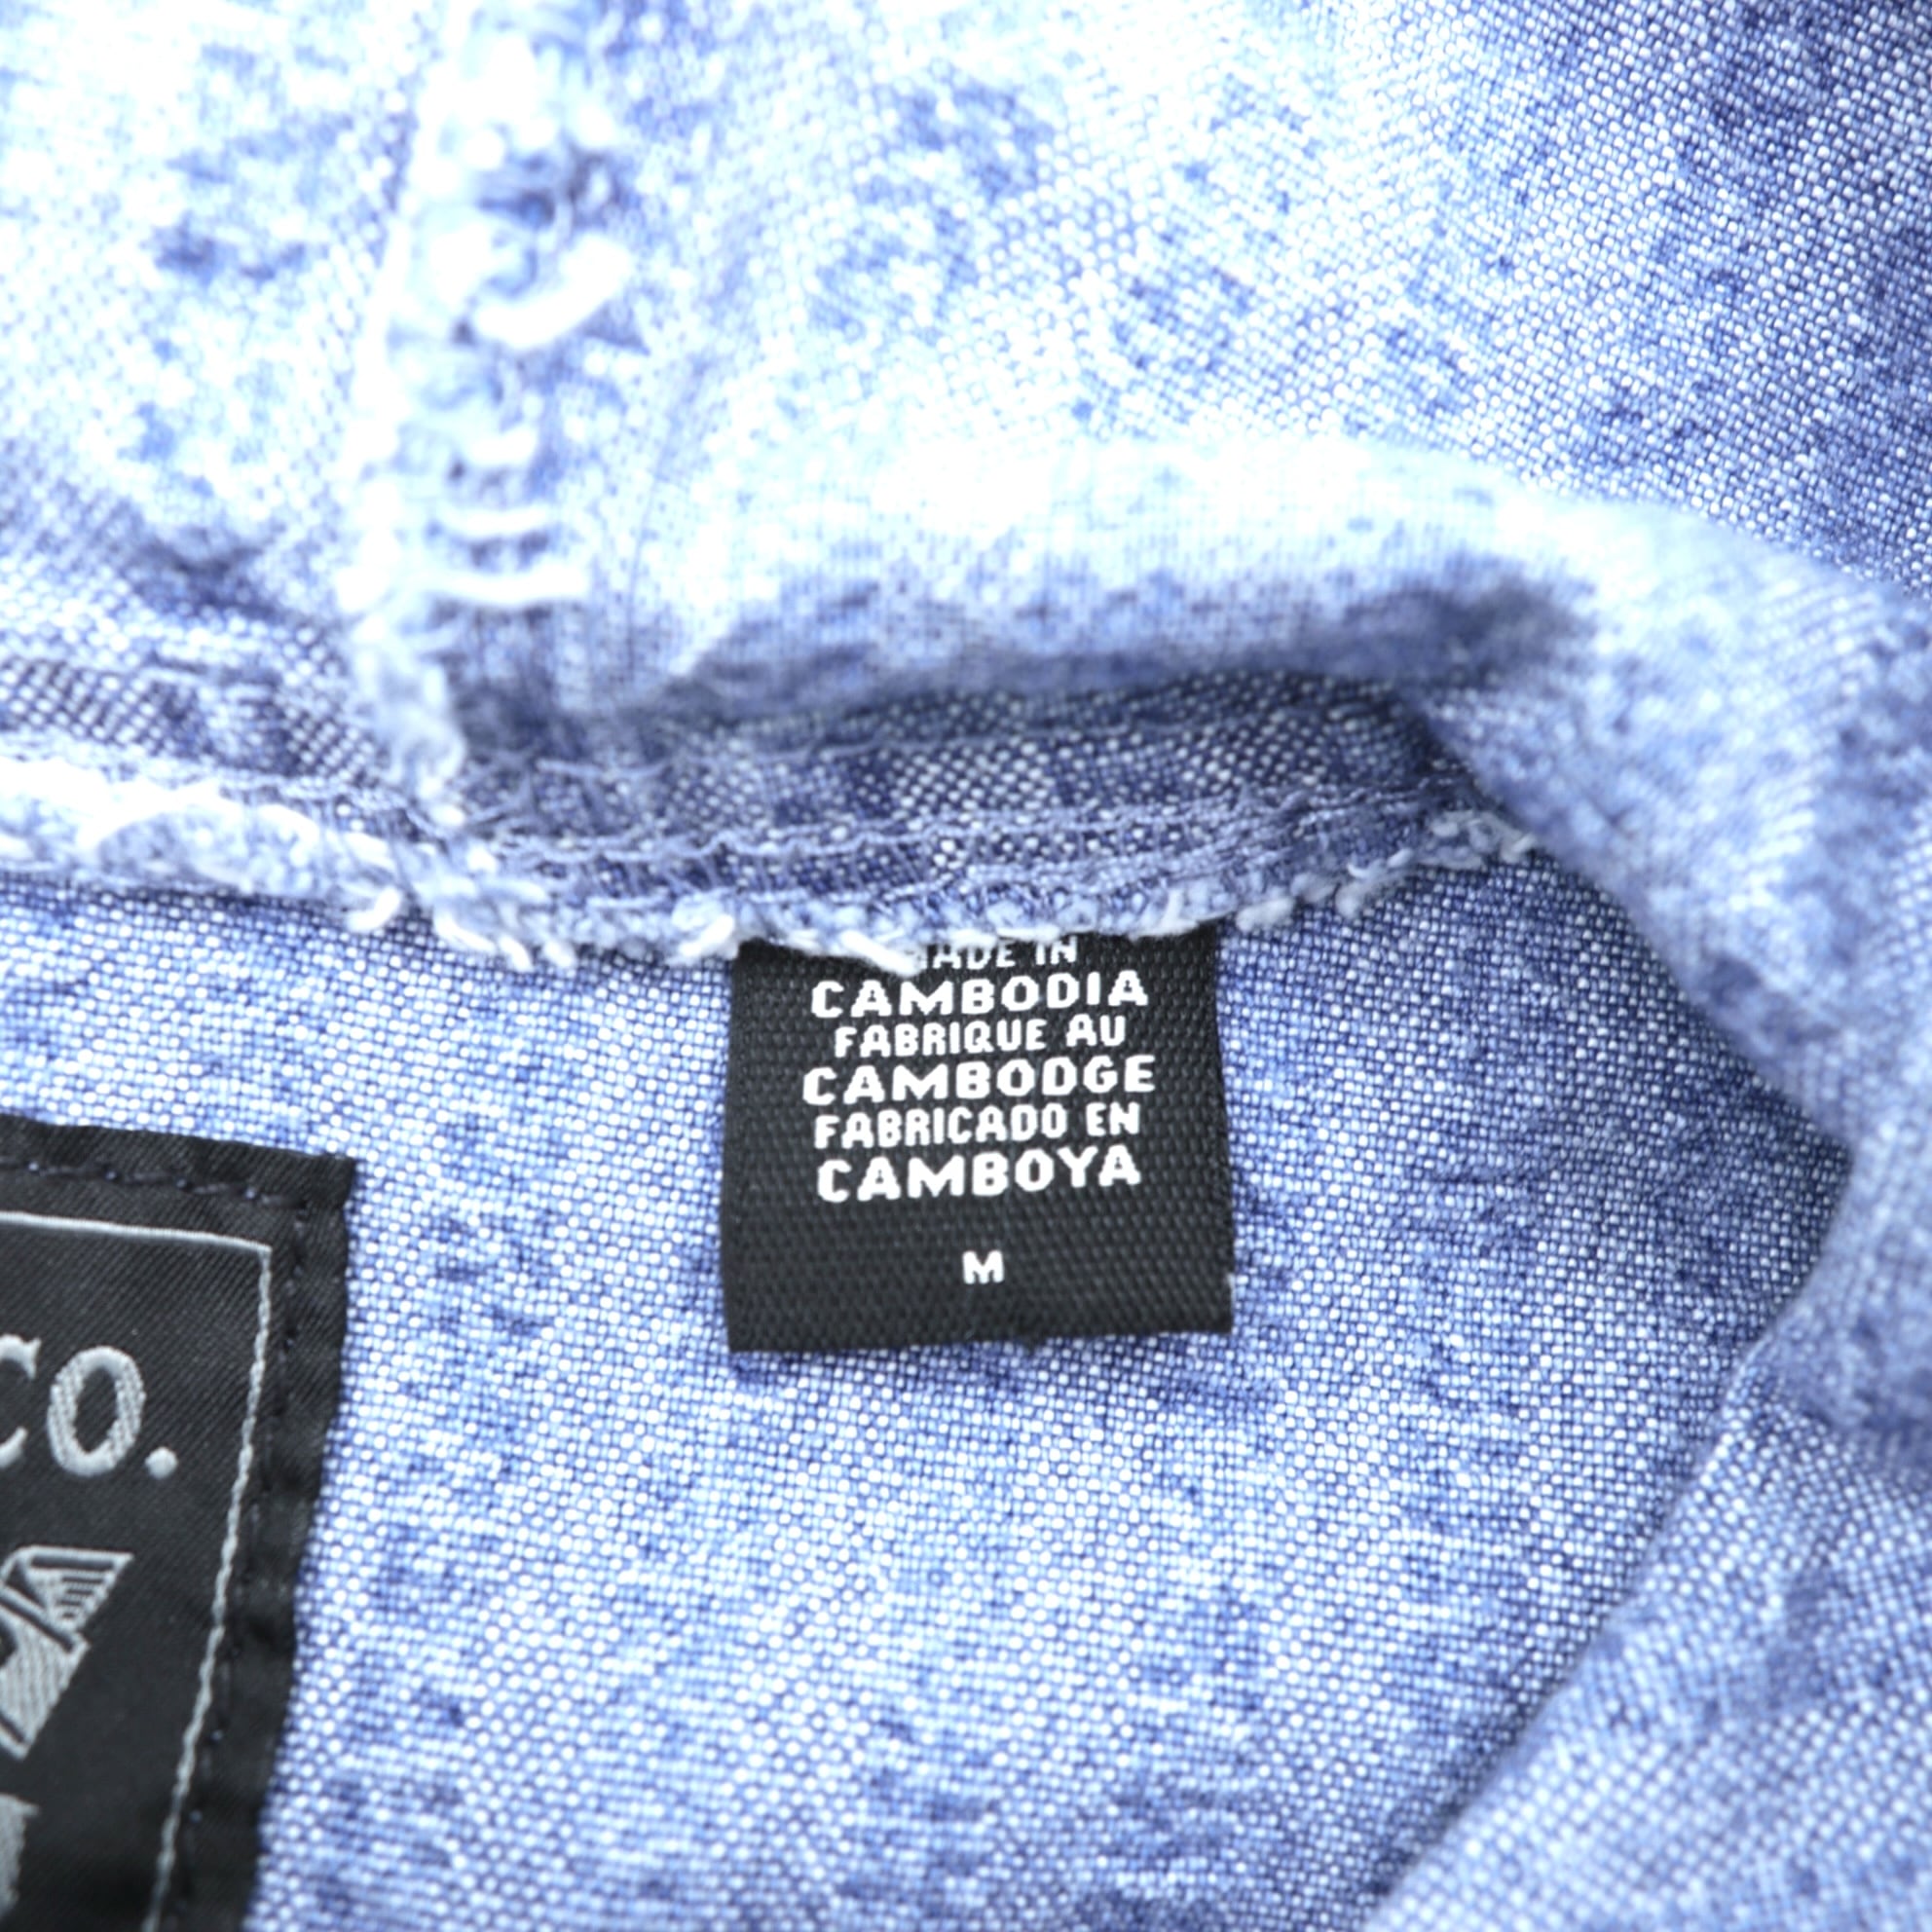 MADE IN
CAMBODIA
FABRIQUE AU
CAMBODGE
FABRICADO EN
CAMBOYA
M
CO.